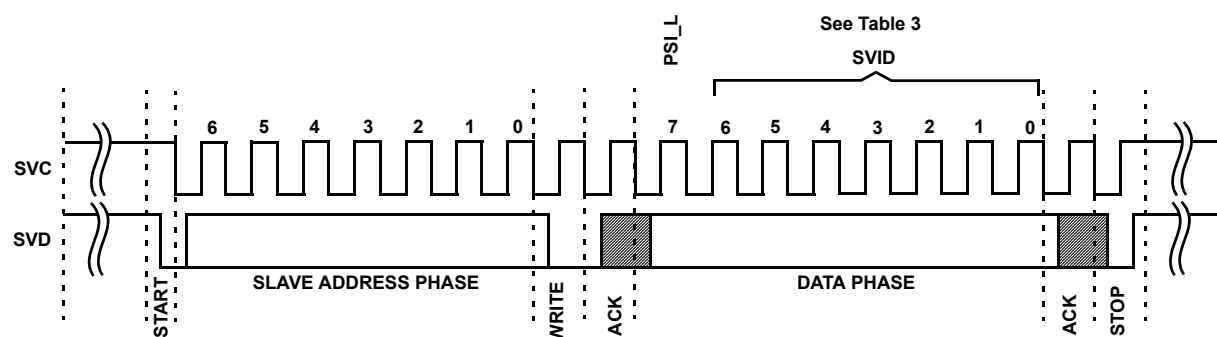 See Table 3
PSI_L
SVID
6 5 4 3 2 1 0 7 6 5 4 3 2 1 0
SVC
SVD
SLAVE ADDRESS PHASE
DATA PHASE
START
WRITE
ACK
ACK
STOP